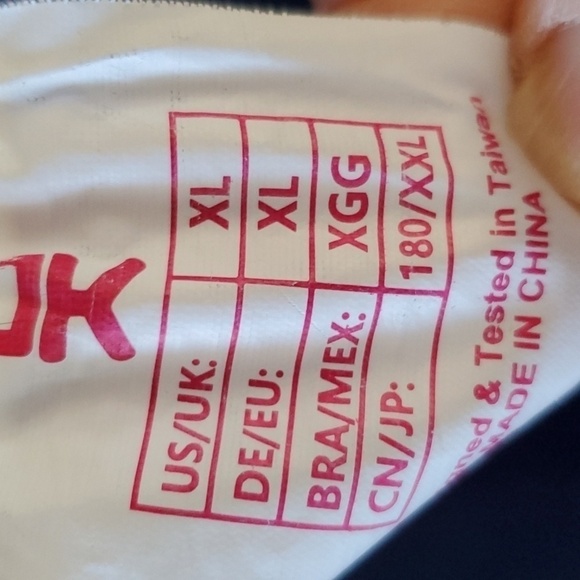 K
US/UK: XL
DE/EU: XL
BRA/MEX: XGG
CN/JP: 180/XXL
& Tested in Taiwan
MADE IN CHINA